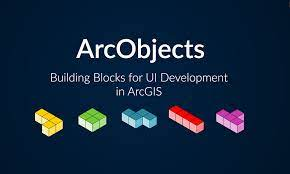 ArcObjects
Building Blocks for UI Development
in ArcGIS